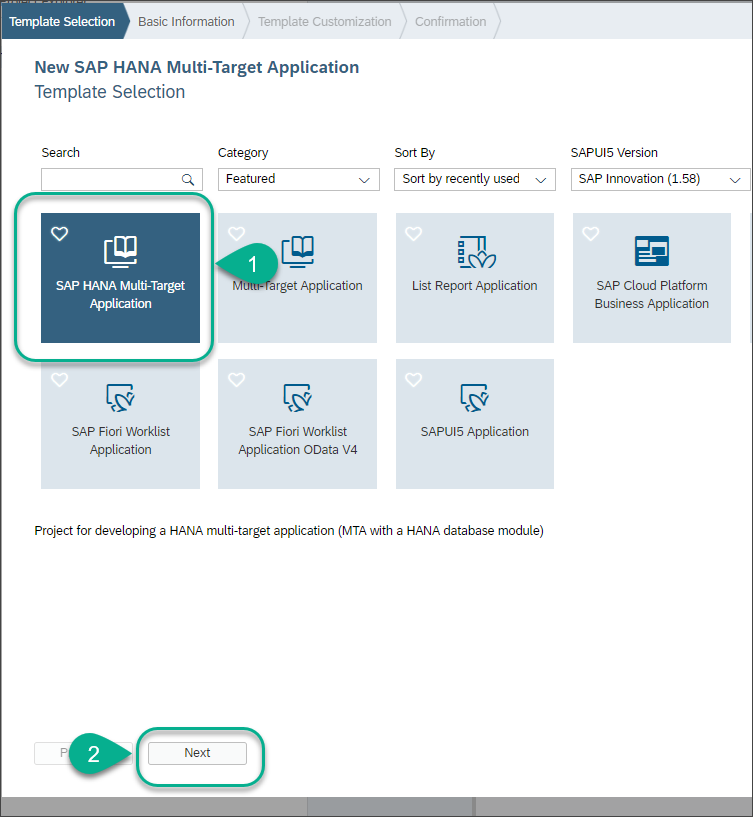 Template Selection
Basic Information
Template Customization
Confirmation
New SAP HANA Multi-Target Application
Template Selection
Search
Category
Sort By
SAPUI5 Version
Featured
Sort by recently used
SAP Innovation (1.58)
SAP HANA Multi-Target
Application
1
Multi-Target Application
List Report Application
SAP Cloud Platform
Business Application
SAP Fiori Worklist
Application
SAP Fiori Worklist
Application OData V4
SAPUI5 Application
Project for developing a HANA multi-target application (MTA with a HANA database module)
2
Next